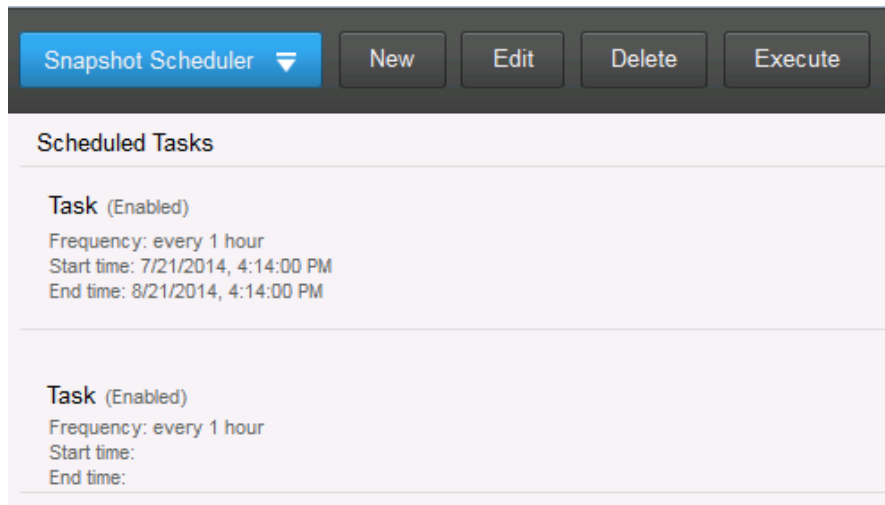 Snapshot Scheduler New Edit Delete Execute
Scheduled Tasks
Task (Enabled)
Frequency: every 1 hour
Start time: 7/21/2014, 4:14:00 PM
End time: 8/21/2014, 4:14:00 PM
Task (Enabled)
Frequency: every 1 hour
Start time:
End time: